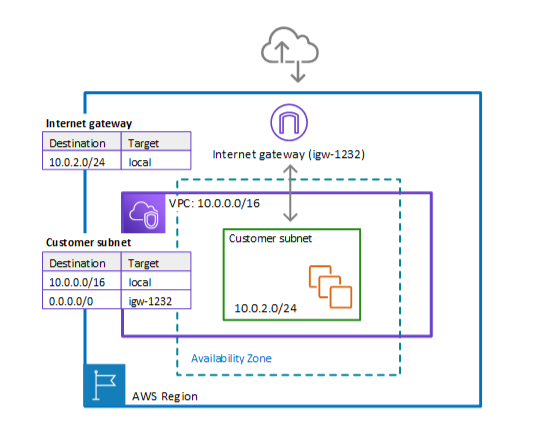 Internet gateway
Destination Target
10.0.2.0/24 local
Internet gateway (igw-1232)
VPC: 10.0.0.0/16
Customer subnet
Destination Target
10.0.0.0/16 local
0.0.0.0/0 igw-1232
Customer subnet
10.0.2.0/24
Availability Zone
AWS Region